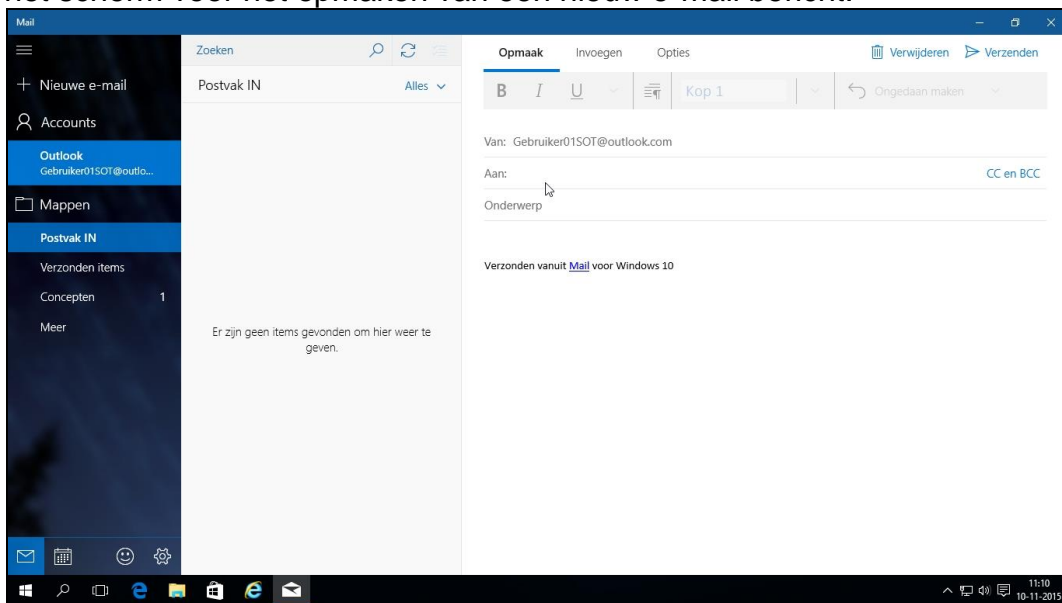 het scherm voor het opmaken van een nieuw e-mail bericht:
Mail
Zoeken
Opmaak Invoegen Opties Verwijderen Verzenden
Nieuwe e-mail
Postvak IN Alles
B I U Kop 1 Ongedaan maken
Accounts
Outlook
Gebruiker01SOT@outlo...
Van: Gebruiker01SOT@outlook.com
Aan: CC en BCC
Mappen
Onderwerp
Postvak IN
Verzonden items
Verzonden vanuit Mail voor Windows 10
Concepten 1
Meer
Er zijn geen items gevonden om hier weer te
geven.
11:10
10-11-2015